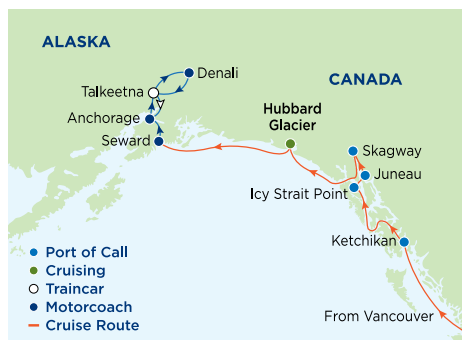 ALASKA
CANADA
Denali
Talkeetna
Anchorage
Seward
Hubbard
Glacier
Skagway
Juneau
Icy Strait Point
Ketchikan
From Vancouver
Port of Call
Cruising
Traincar
Motorcoach
Cruise Route